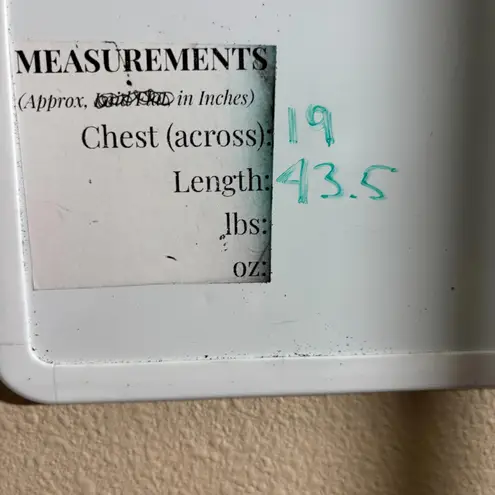 MEASUREMENTS
(Approx, in Inches)
Chest (across): 19
Length: 43.5
lbs:
oz: